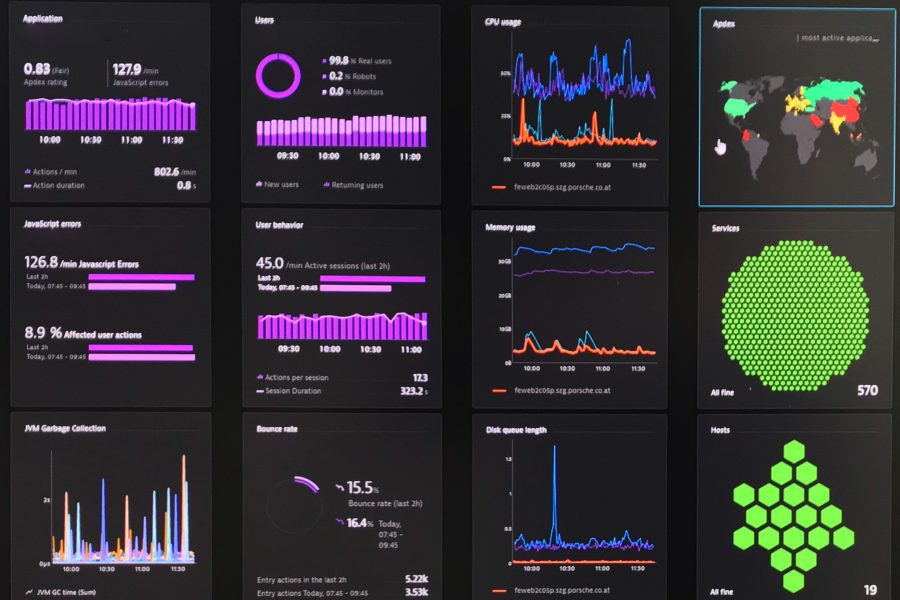 Application
0.83 (Fair)
Apdex rating
127.9 /min
JavaScript errors
10:00 10:30 11:00 11:30
Actions / min 802.6 /min
Action duration 0.8 s
Users
99.8 % Real users
0.2 % Robots
0.0 % Monitors
09:30 10:00 10:30 11:00
New users Returning users
CPU usage
0%
10:00 10:30 11:00 11:30
feweb2c05p.szg.porsche.co.at
Apdex
most active applica...
JavaScript errors
126.8 /min Javascript Errors
Last 2h
Today, 07:45 - 09:45
8.9 % Affected user actions
Last 2h
Today, 07:45 - 09:45
User behavior
45.0 /min Active sessions (last 2h)
Last 2h
Today, 07:45 - 09:45
09:30 10:00 10:30 11:00
Actions per session 17.3
Session Duration 323.2 s
Memory usage
20GB
10GB
0GB
10:00 10:30 11:00 11:30
feweb2c05p.szg.porsche.co.at
Services
All fine 570
JVM Garbage Collection
2s
0µs
10:00 10:30 11:00 11:30
JVM GC time (Sum)
Bounce rate
15.5%
Bounce rate (last 2h)
16.4% Today,
07:45 -
09:45
Entry actions in the last 2h 5.22k
Entry actions Today, 07:45 - 09:45 3.53k
Disk queue length
1.5
1
0.5
0
10:00 10:30 11:00 11:30
feweb2c05p.szg.porsche.co.at
Hosts
All fine 19